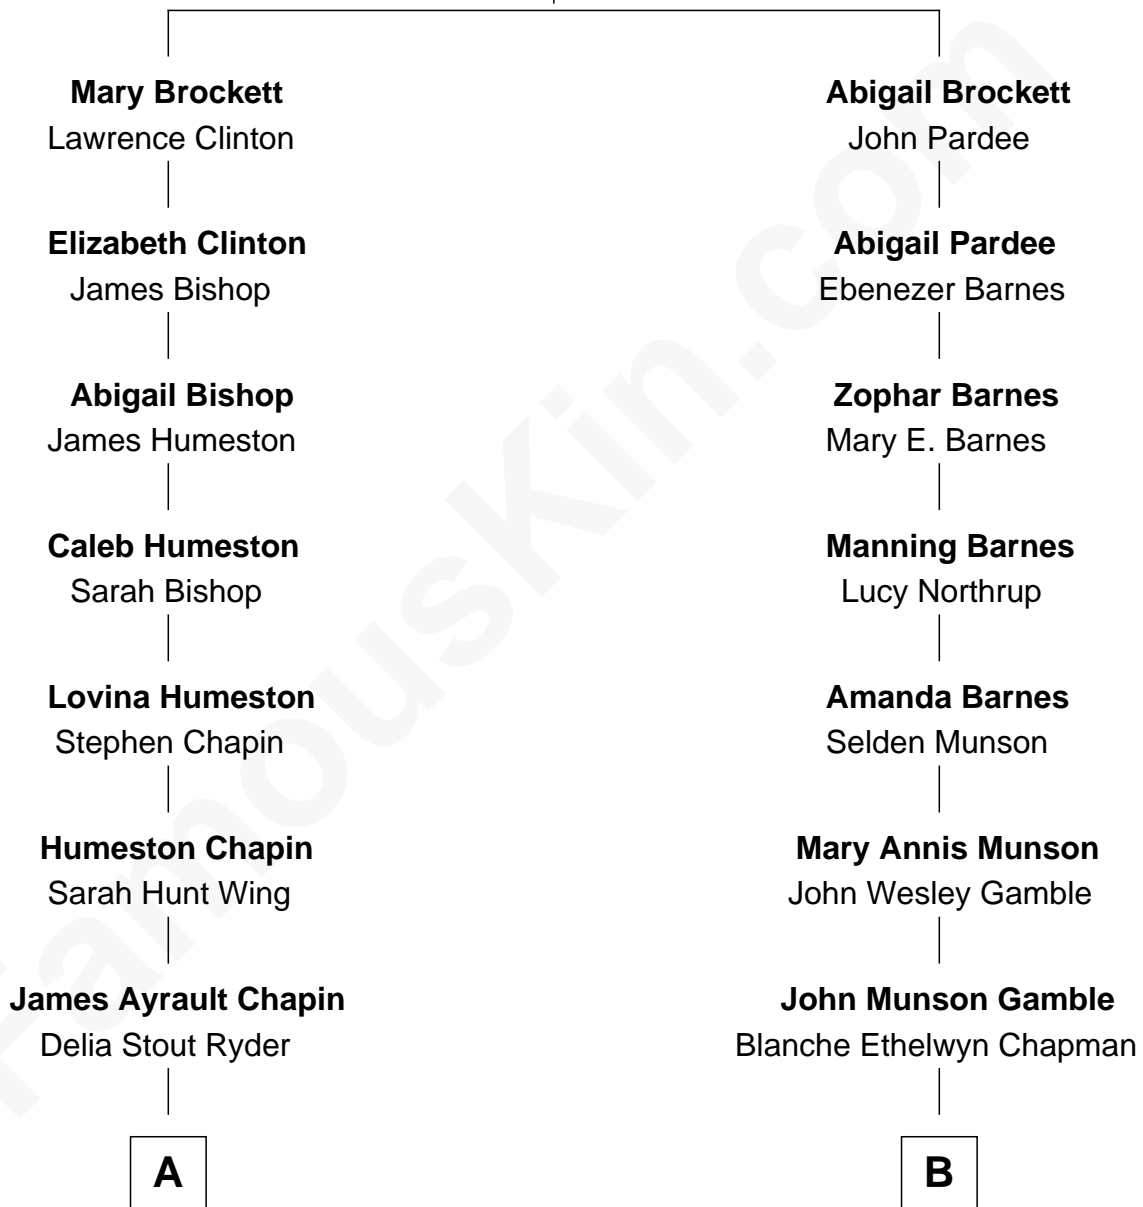 Mary Brockett
Lawrence Clinton
Elizabeth Clinton
James Bishop
Abigail Bishop
James Humeston
Caleb Humeston
Sarah Bishop
Lovina Humeston
Stephen Chapin
Humeston Chapin
Sarah Hunt Wing
James Ayrault Chapin
Delia Stout Ryder
A
Abigail Brockett
John Pardee
Abigail Pardee
Ebenezer Barnes
Zophar Barnes
Mary E. Barnes
Manning Barnes
Lucy Northrup
Amanda Barnes
Selden Munson
Mary Annis Munson
John Wesley Gamble
John Munson Gamble
Blanche Ethelwyn Chapman
B
FamousKin.com